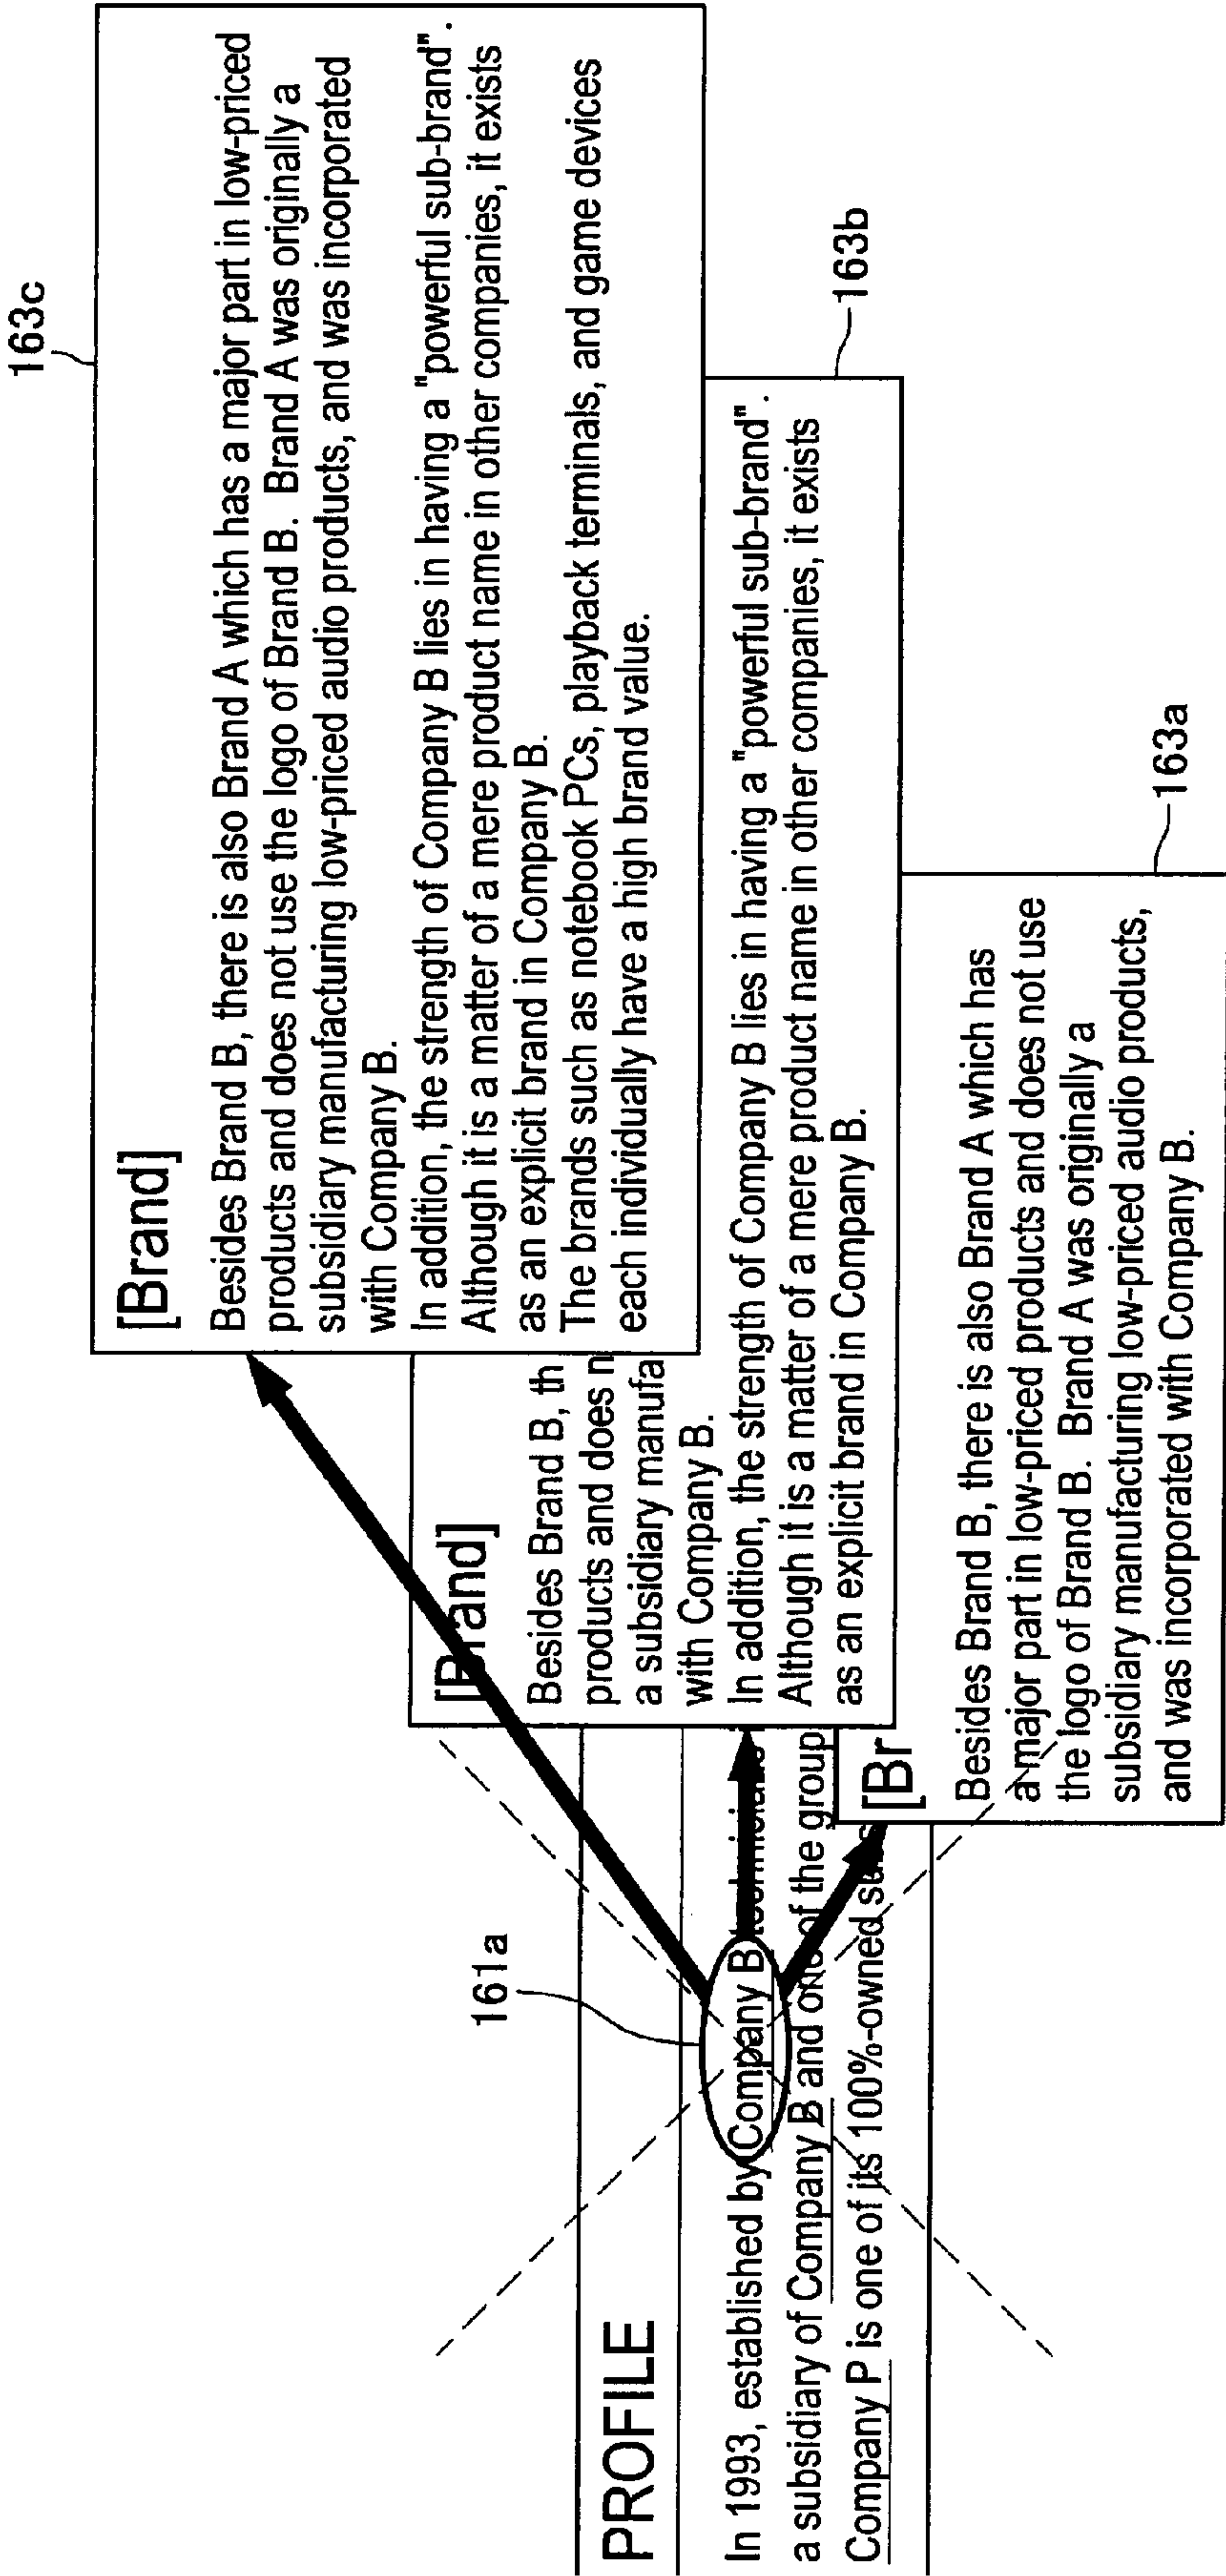 163c
[Brand]
Besides Brand B, there is also Brand A which has a major part in low-priced
products and does not use the logo of Brand B. Brand A was originally a
subsidiary manufacturing low-priced audio products, and was incorporated
with Company B.
In addition, the strength of Company B lies in having a "powerful sub-brand".
Although it is a matter of a mere product name in other companies, it exists
as an explicit brand in Company B.
The brands such as notebook PCs, playback terminals, and game devices
each individually have a high brand value.
163b
[Brand]
Besides Brand B, th
products and does n
a subsidiary manufa
with Company B.
In addition, the strength of Company B lies in having a "powerful sub-brand".
Although it is a matter of a mere product name in other companies, it exists
as an explicit brand in Company B.
161a
PROFILE
In 1993, established by Company B
a subsidiary of Company B and one of the group
Company P is one of its 100%-owned
163a
[Br
Besides Brand B, there is also Brand A which has
a major part in low-priced products and does not use
the logo of Brand B. Brand A was originally a
subsidiary manufacturing low-priced audio products,
and was incorporated with Company B.